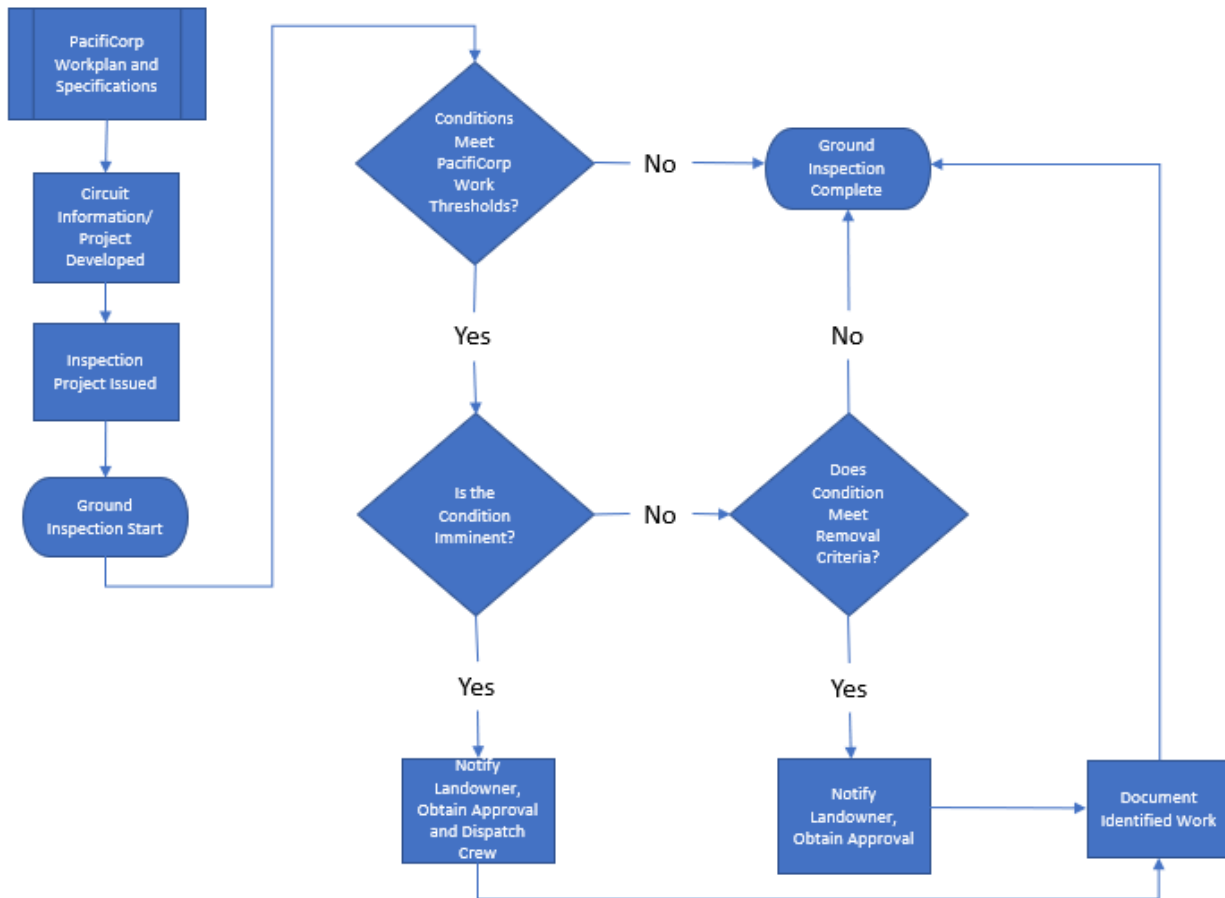 PacifiCorp
Workplan and
Specifications
Circuit
Information/
Project
Developed
Inspection
Project Issued
Ground
Inspection Start
Conditions
Meet
PacifiCorp
Work
Thresholds?
No
Ground
Inspection
Complete
Yes
No
Is the
Condition
Imminent?
No
Does
Condition
Meet
Removal
Criteria?
Yes
Yes
Notify
Landowner,
Obtain Approval
and Dispatch
Crew
Notify
Landowner,
Obtain Approval
Document
Identified Work